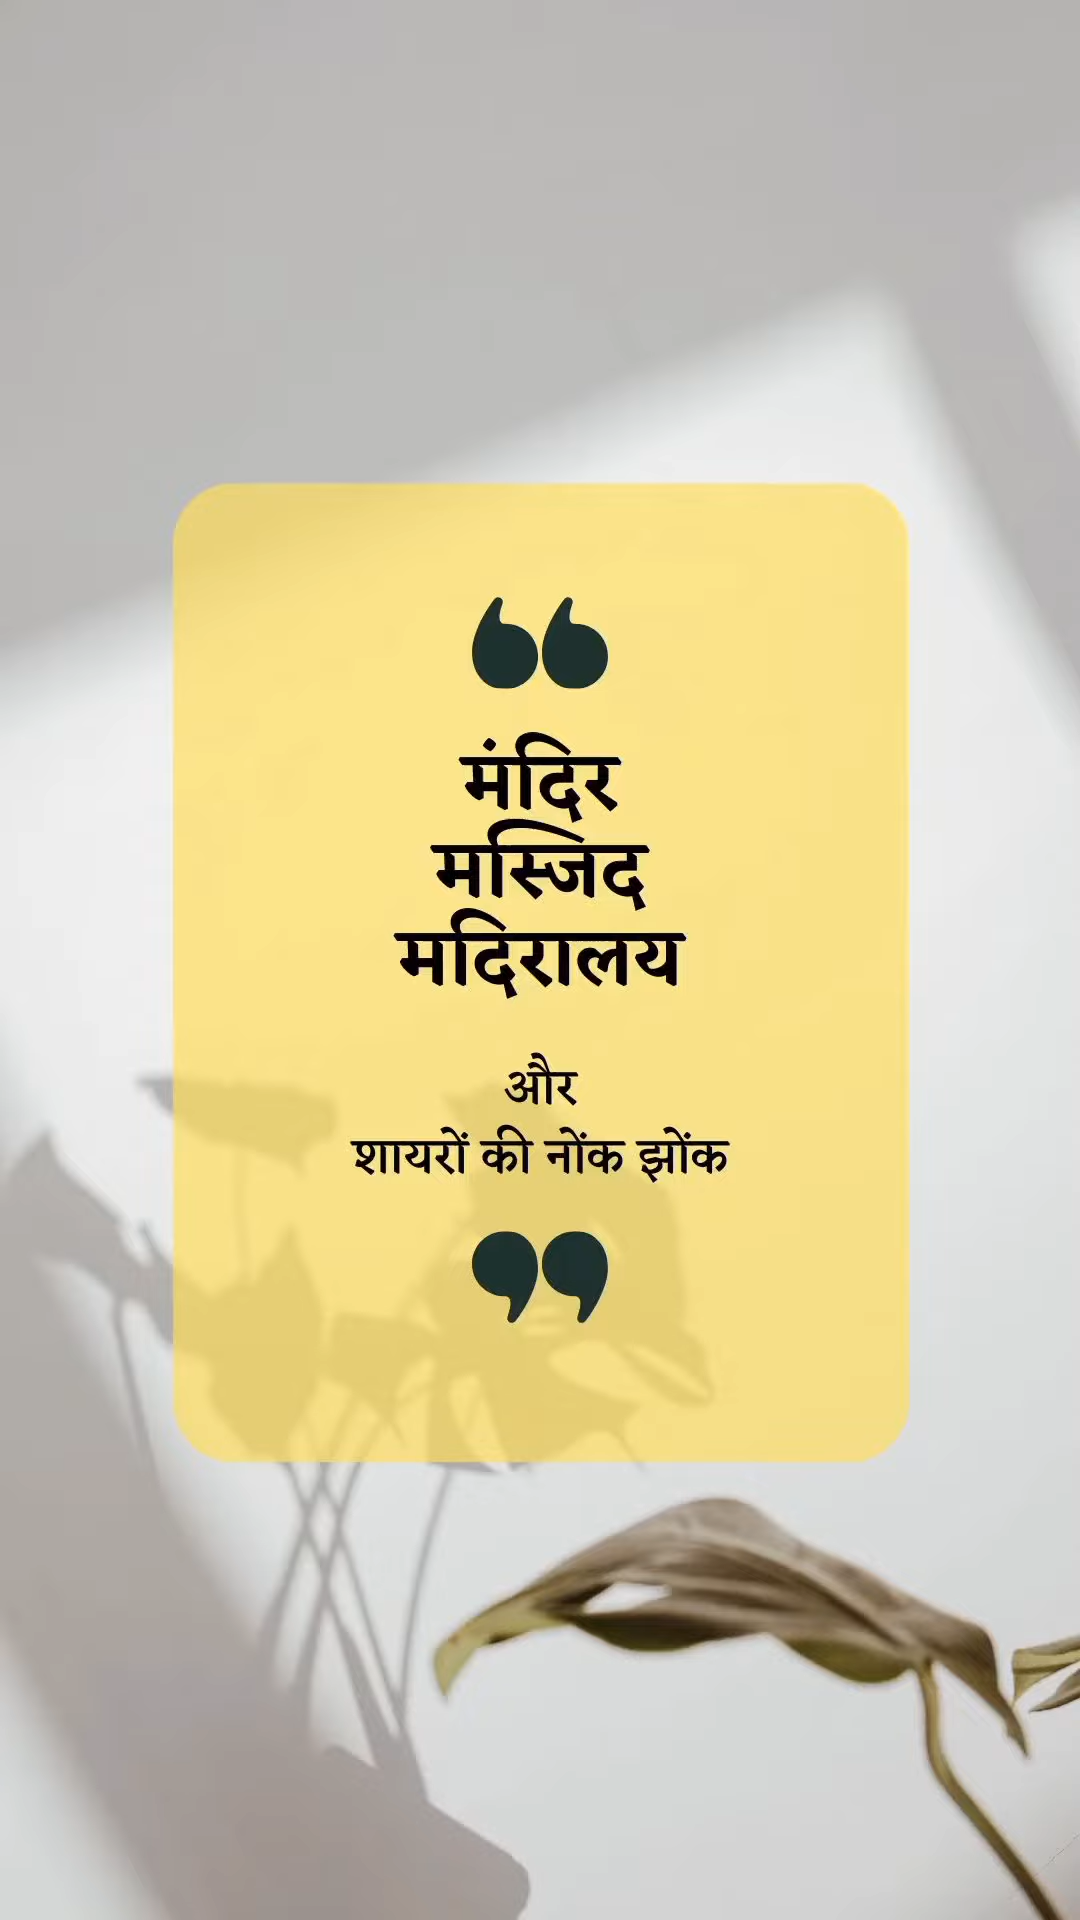 ❝
मंदिर
मस्जिद
मदिरालय
और
शायरों की नोंक झोंक
❞